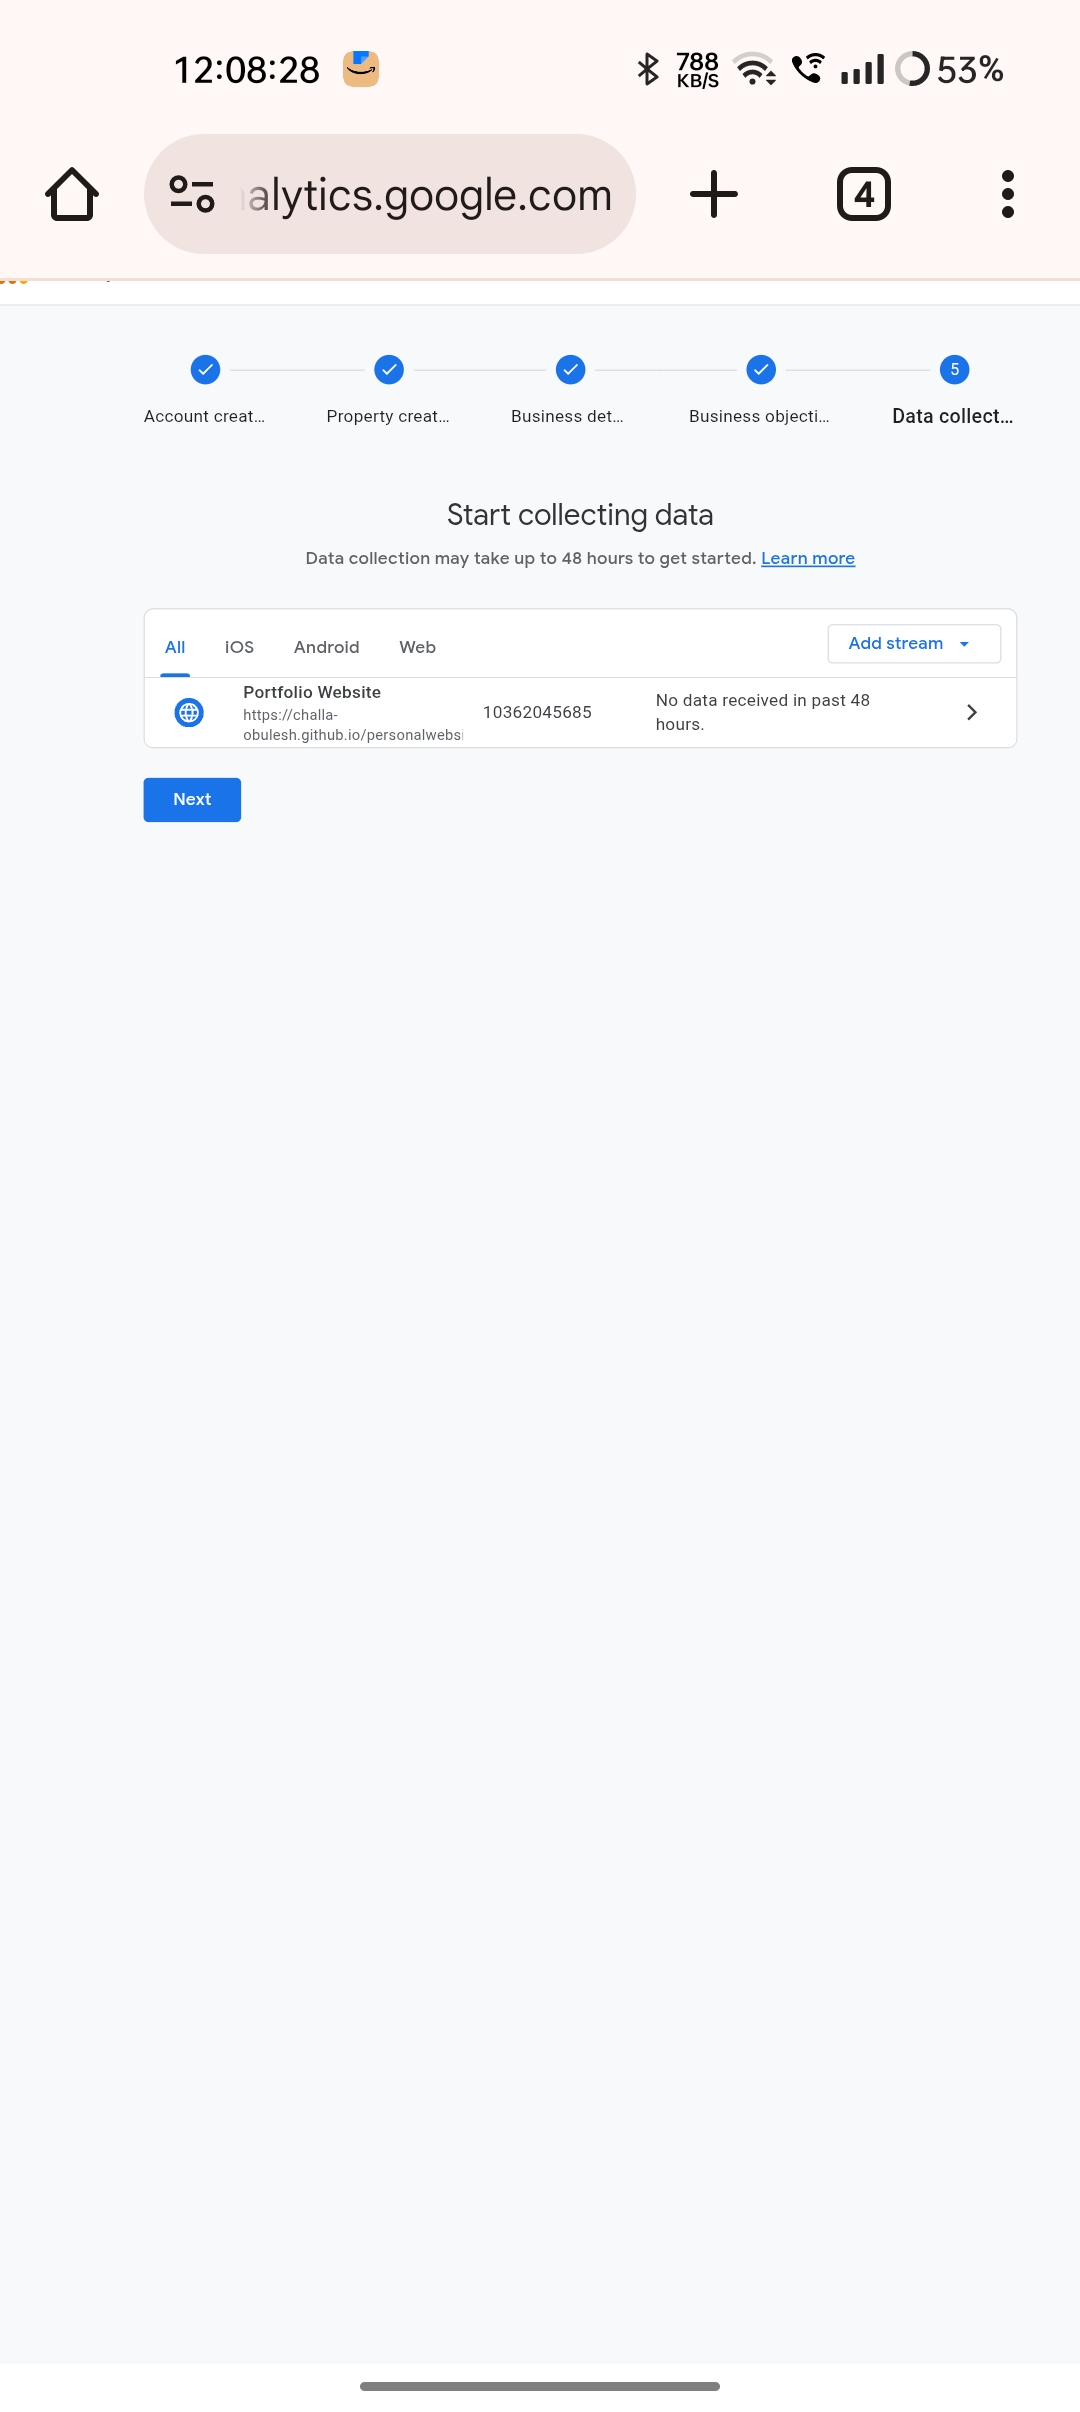 12:08:28
788
KB/S
53%
alytics.google.com
4
5
Account creat...
Property creat...
Business det...
Business objecti...
Data collect...
Start collecting data
Data collection may take up to 48 hours to get started. Learn more
All
iOS
Android
Web
Add stream
Portfolio Website
https://challa-
obulesh.github.io/personalwebsi
10362045685
No data received in past 48
hours.
Next